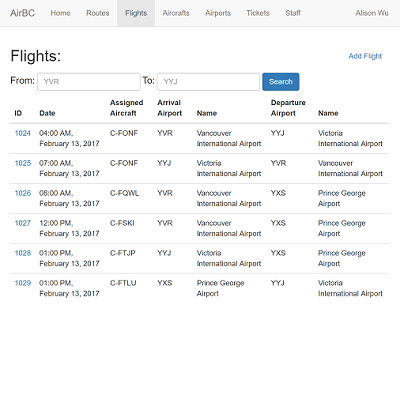 AirBC Home Routes Flights Aircrafts Airports Tickets Staff Alison Wu
Flights: Add Flight
From: YVR To: YYJ Search
Assigned Arrival Departure
ID Date Aircraft Airport Name Airport Name
1024 04:00 AM, C-FONF YVR Vancouver YYJ Victoria
February 13, 2017 International Airport International Airport
1025 07:00 AM, C-FONF YYJ Victoria YVR Vancouver
February 13, 2017 International Airport International Airport
1026 08:00 AM, C-FQWL YVR Vancouver YXS Prince George
February 13, 2017 International Airport Airport
1027 12:00 PM, C-FSKI YVR Vancouver YXS Prince George
February 13, 2017 International Airport Airport
1028 01:00 PM, C-FTJP YYJ Victoria YXS Prince George
February 13, 2017 International Airport Airport
1029 01:00 PM, C-FTLU YXS Prince George YYJ Victoria
February 13, 2017 Airport International Airport